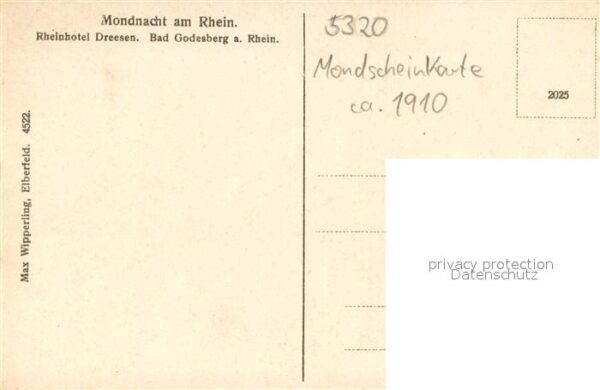 Mondnacht am Rhein.
Rheinhotel Dreesen. Bad Godesberg a. Rhein.
Max Wipperling, Elberfeld. 4522.
5320
Mondscheinkarte
ca. 1910
2025
privacy protection
Datenschutz